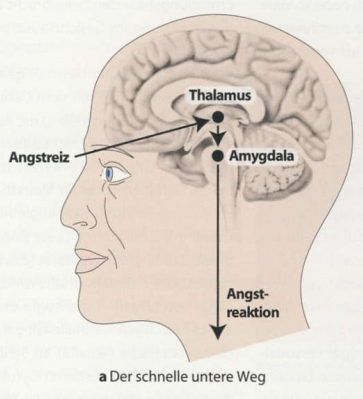 Thalamus
Angstreiz
Amygdala
Angst-
reaktion
a Der schnelle untere Weg